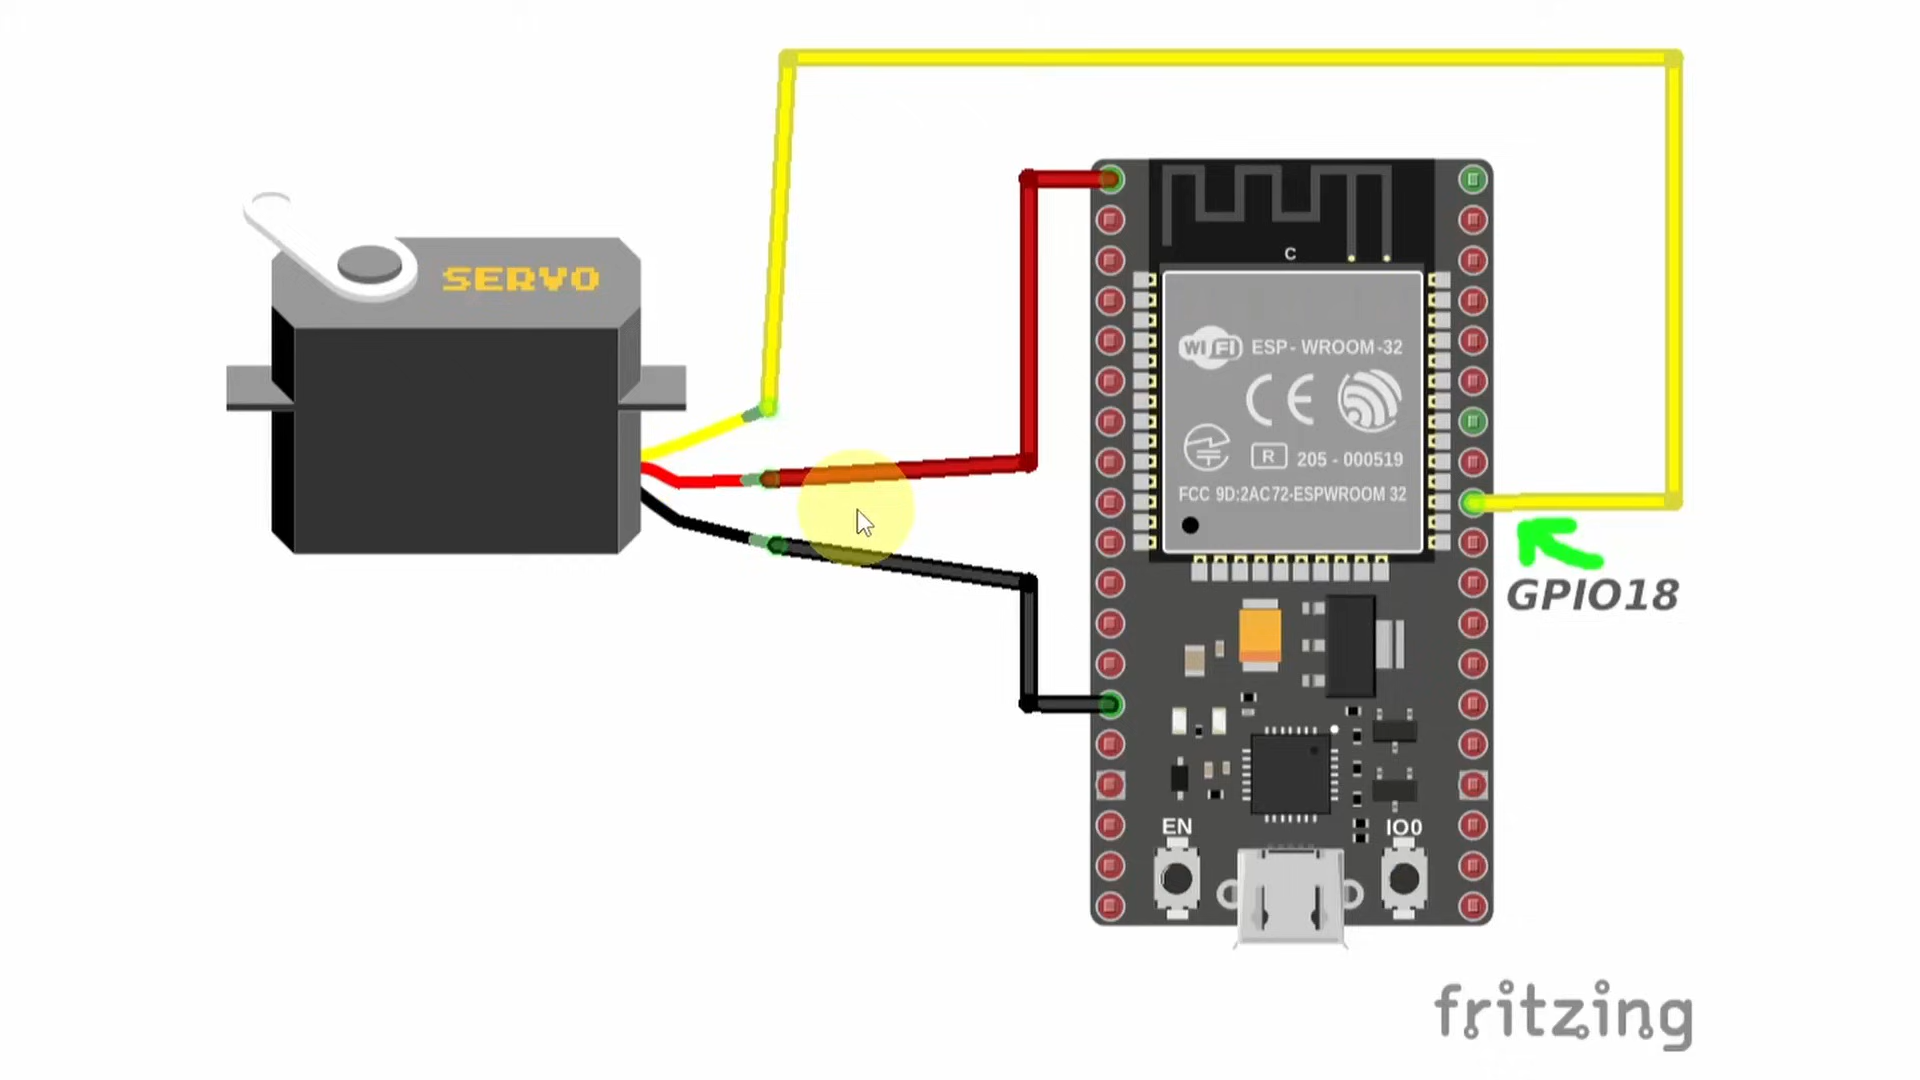 SERVO
C
WiFi ESP - WROOM -32
CE
R 205 - 000519
FCC 9D:2AC72-ESPWROOM 32
GPIO18
EN
IO0
fritzing